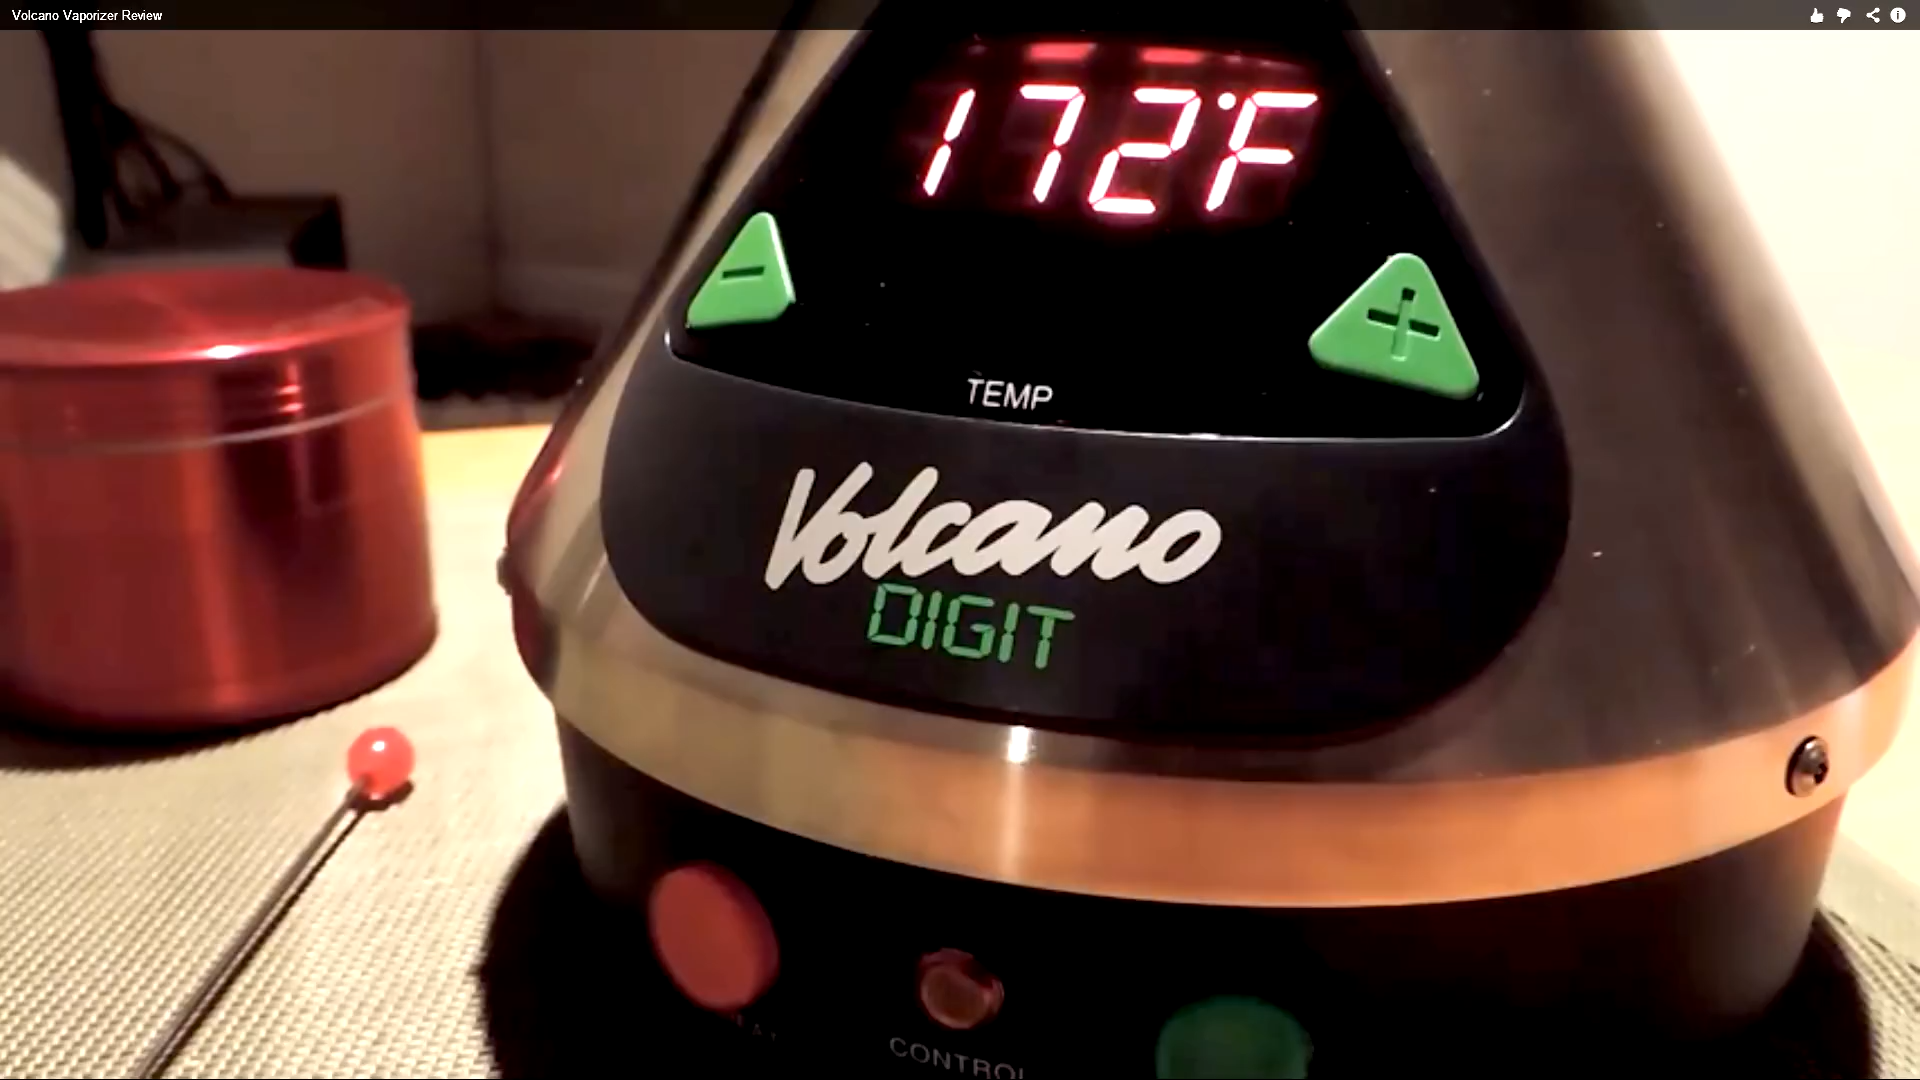 Volcano Vaporizer Review
172°F
TEMP
Volcano
DIGIT
CONTROL